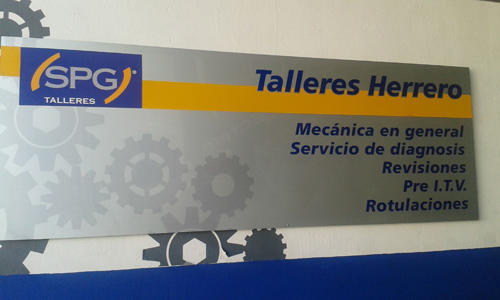 SPG
TALLERES
Talleres Herrero
Mecánica en general
Servicio de diagnosis
Revisiones
Pre I.T.V.
Rotulaciones